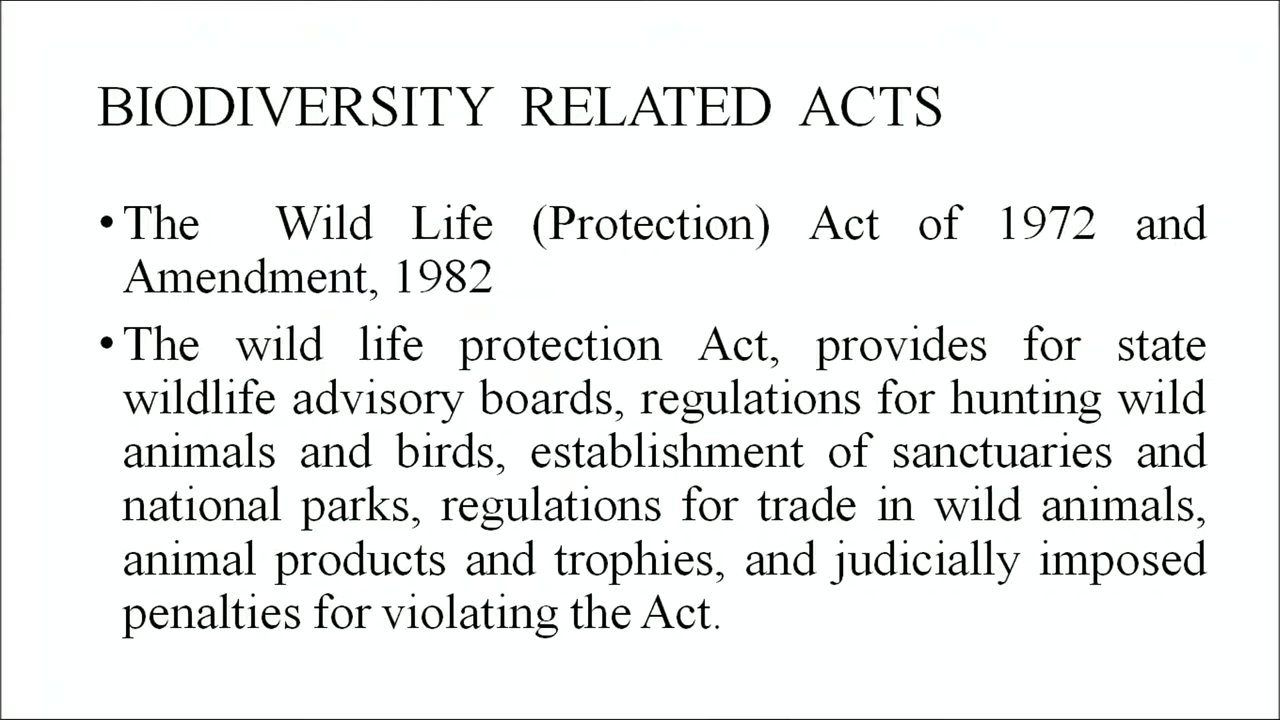 BIODIVERSITY RELATED ACTS
•The Wild Life (Protection) Act of 1972 and
Amendment, 1982
•The wild life protection Act, provides for state
wildlife advisory boards, regulations for hunting wild
animals and birds, establishment of sanctuaries and
national parks, regulations for trade in wild animals,
animal products and trophies, and judicially imposed
penalties for violating the Act.